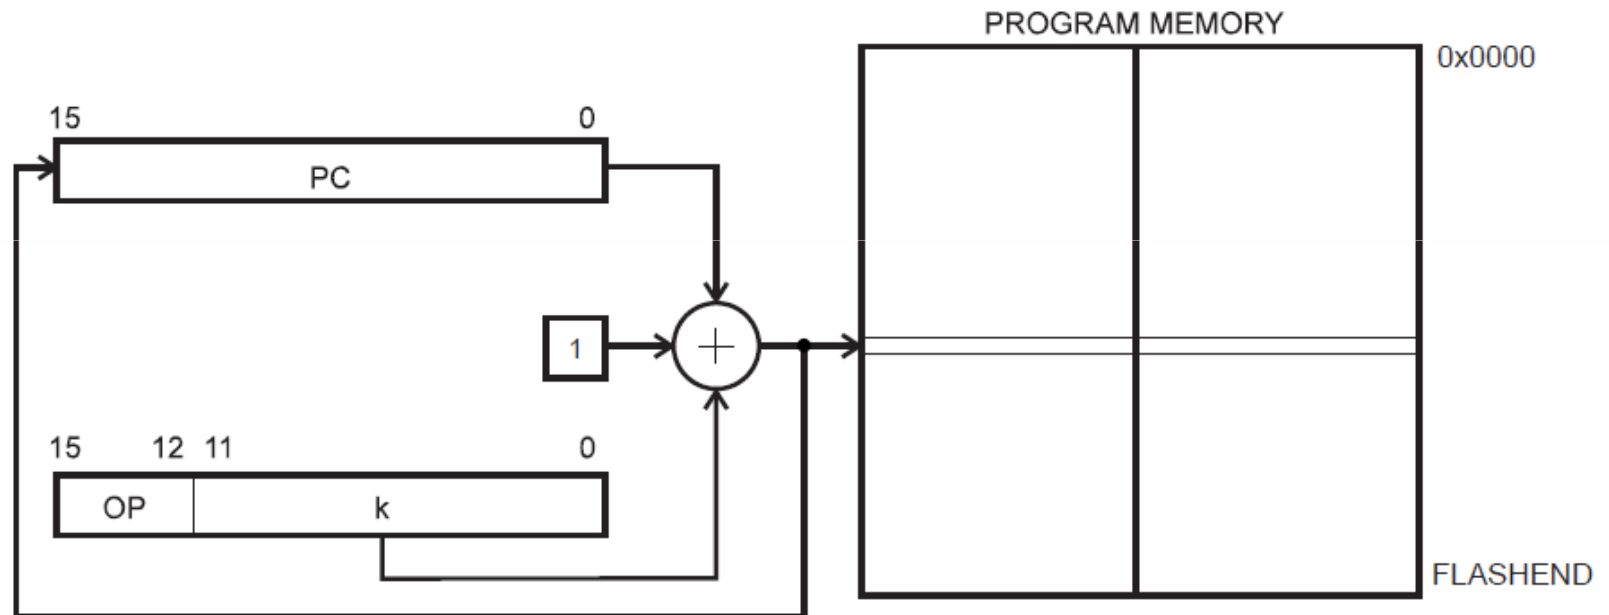 PROGRAM MEMORY
0x0000
15 0
PC
1
+
15 12 11 0
OP k
FLASHEND